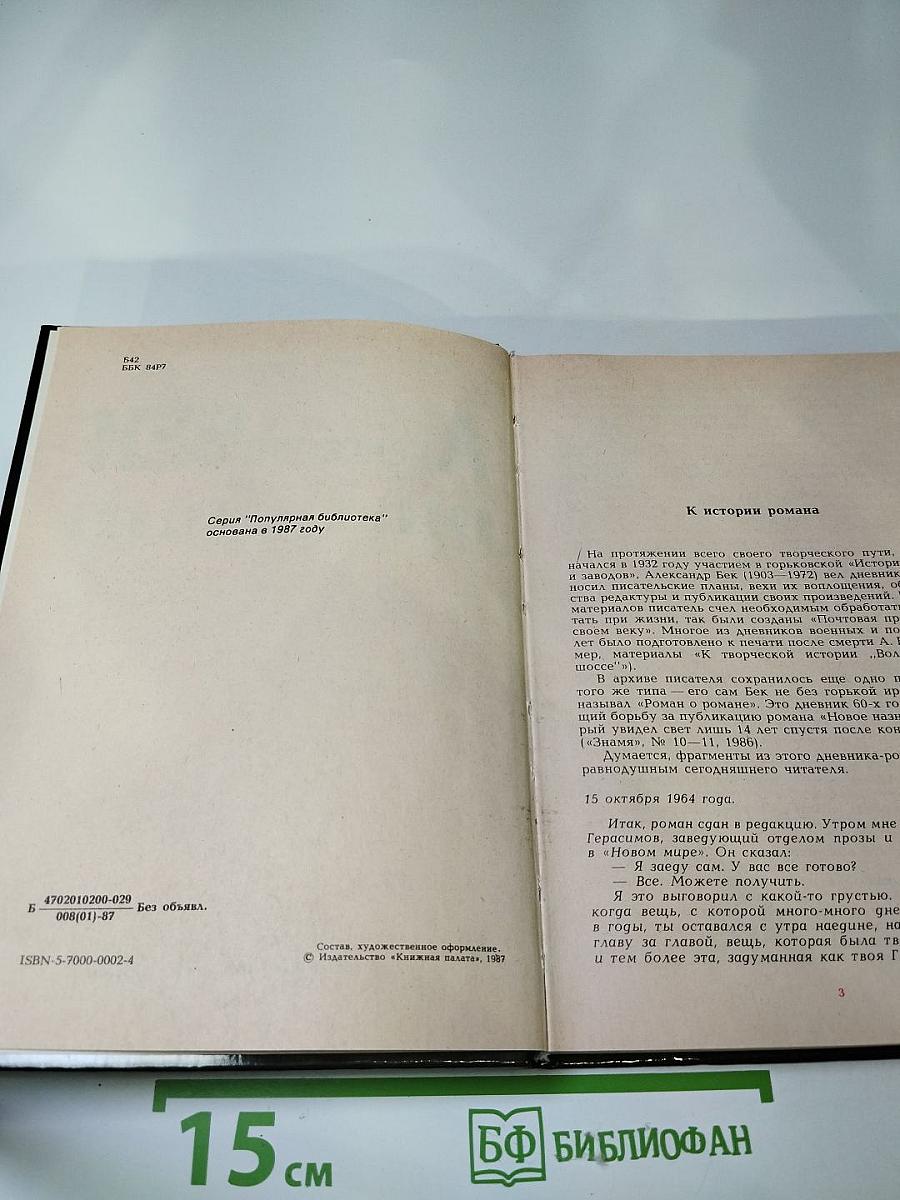 Б42
ББК 84Р7
Серия "Популярная библиотека"
основана в 1987 году
Б 4702010200-029 Без объявл.
008(01)-87
ISBN-5-7000-0002-4
Состав, художественное оформление.
© Издательство «Книжная палата», 1987
К истории романа
На протяжении всего своего творческого пути,
начался в 1932 году участием в горьковской «Истори
и заводов». Александр Бек (1903—1972) вел дневник
носил писательские планы, вехи их воплощения, об
ства редактуры и публикации своих произведений.
материалов писатель счел необходимым обработат
тать при жизни, так были созданы «Почтовая пр
своем веку». Многое из дневников военных и по
лет было подготовлено к печати после смерти А.
мер, материалы «К творческой истории „Вол
шоссе"»).
В архиве писателя сохранилось еще одно п
того же типа — его сам Бек не без горькой ир
называл «Роман о романе». Это дневник 60-х го
щий борьбу за публикацию романа «Новое назн
рый увидел свет лишь 14 лет спустя после кон
(«Знамя», № 10—11, 1986).
Думается, фрагменты из этого дневника-ро
равнодушным сегодняшнего читателя.
15 октября 1964 года.
Итак, роман сдан в редакцию. Утром мне
Герасимов, заведующий отделом прозы и
в «Новом мире». Он сказал:
— Я заеду сам. У вас все готово?
— Все. Можете получить.
Я это выговорил с какой-то грустью.
когда вещь, с которой много-много дне
в годы, ты оставался с утра наедине, на
главу за главой, вещь, которая была тв
и тем более эта, задуманная как твоя Г
3
15 см
БФ БИБЛИОФАН